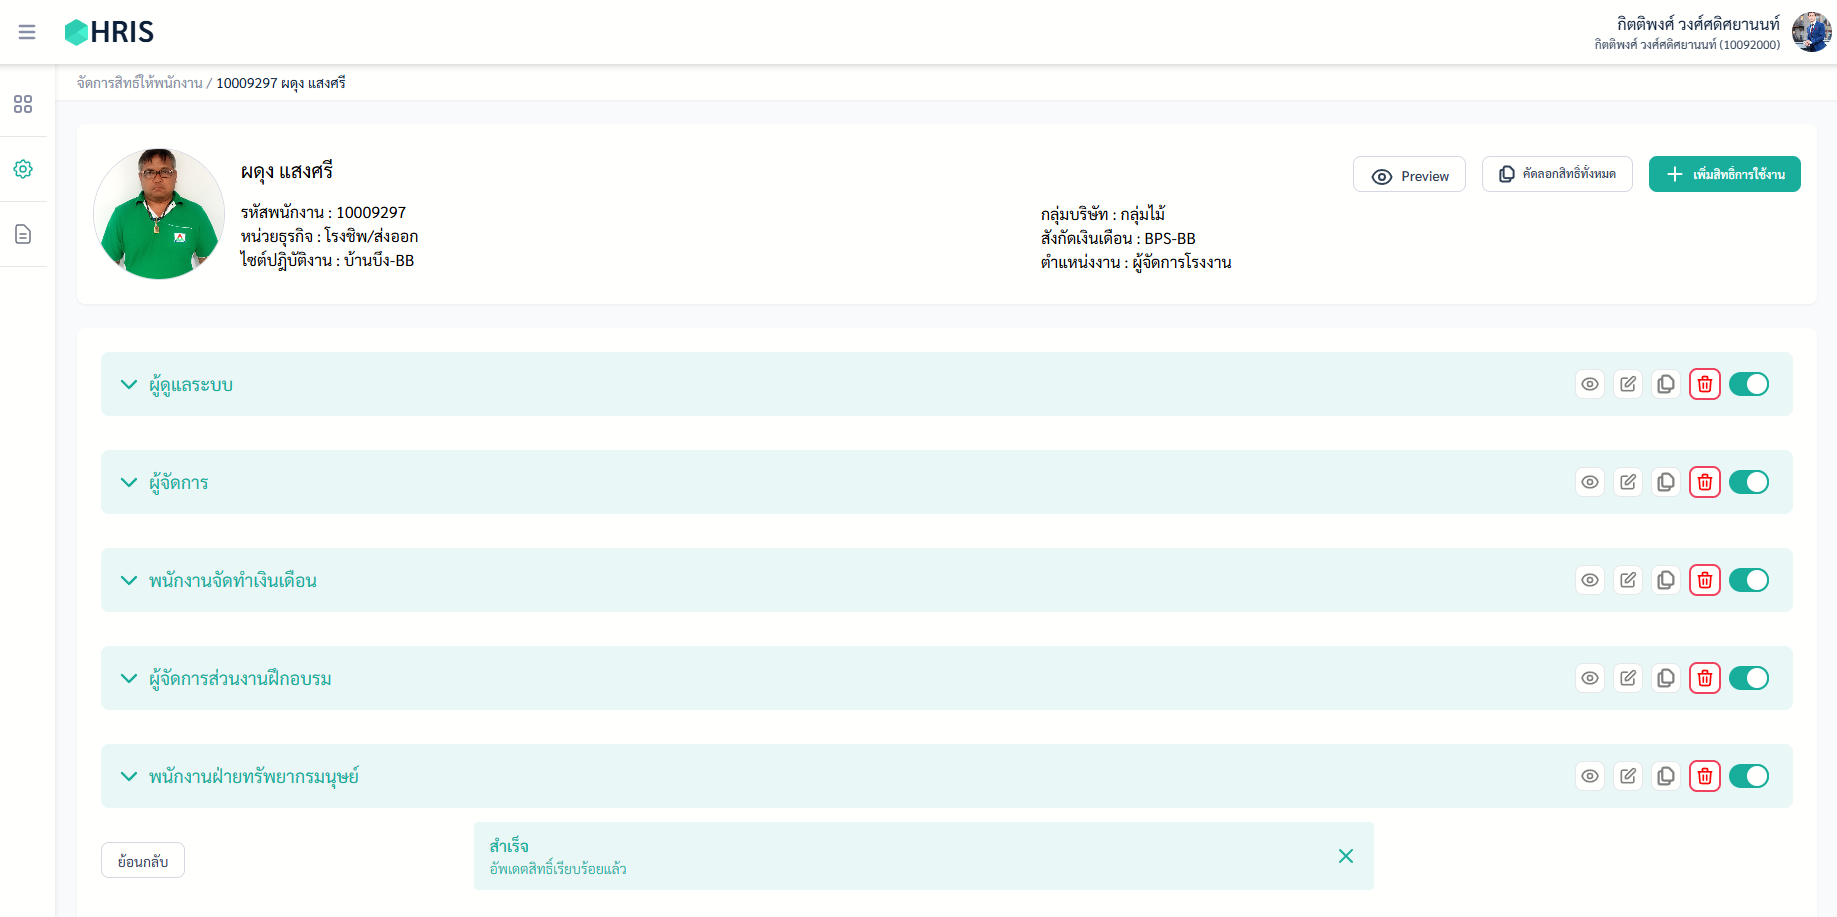 HRIS
กิตติพงศ์ วงศ์ศดิศยานนท์
กิตติพงศ์ วงศ์ศดิศยานนท์ (10092000)
จัดการสิทธ์ให้พนักงาน / 10009297 ผดุง แสงศรี
ผดุง แสงศรี
Preview
คัดลอกสิทธิ์ทั้งหมด
เพิ่มสิทธิ์การใช้งาน
รหัสพนักงาน : 10009297
หน่วยธุรกิจ : โรงชิพ/ส่งออก
ไซต์ปฎิบัติงาน : บ้านบึง-BB
กลุ่มบริษัท : กลุ่มไม้
สังกัดเงินเดือน : BPS-BB
ตำแหน่งงาน : ผู้จัดการโรงงาน
ผู้ดูแลระบบ
ผู้จัดการ
พนักงานจัดทำเงินเดือน
ผู้จัดการส่วนงานฝึกอบรม
พนักงานฝ่ายทรัพยากรมนุษย์
สำเร็จ
อัพเดตสิทธิ์เรียบร้อยแล้ว
ย้อนกลับ